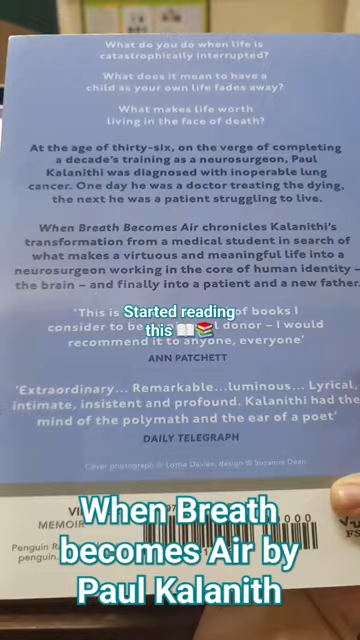 What do you do when life is
catastrophically interrupted?
What does it mean to have a
child as your own life fades away?
What makes life worth
living in the face of death?
At the age of thirty-six, on the verge of completing
a decade's training as a neurosurgeon, Paul
Kalanithi was diagnosed with inoperable lung
cancer. One day he was a doctor treating the dying,
the next he was a patient struggling to live.
When Breath Becomes Air chronicles Kalanithi's
transformation from a medical student in search of
what makes a virtuous and meaningful life into a
neurosurgeon working in the core of human identity –
the brain – and finally into a patient and a new father.
'This is of books I
Started reading
this 📖📚
consider to be donor – I would
recommend it to anyone, everyone'
ANN PATCHETT
'Extraordinary... Remarkable...luminous... Lyrical,
intimate, insistent and profound. Kalanithi had the
mind of the polymath and the ear of a poet'
DAILY TELEGRAPH
Cover photograph © Lorna Davies, design © Suzanne Dean
MEMOIR
Penguin
penguin.
When Breath
becomes Air by
Paul Kalanith